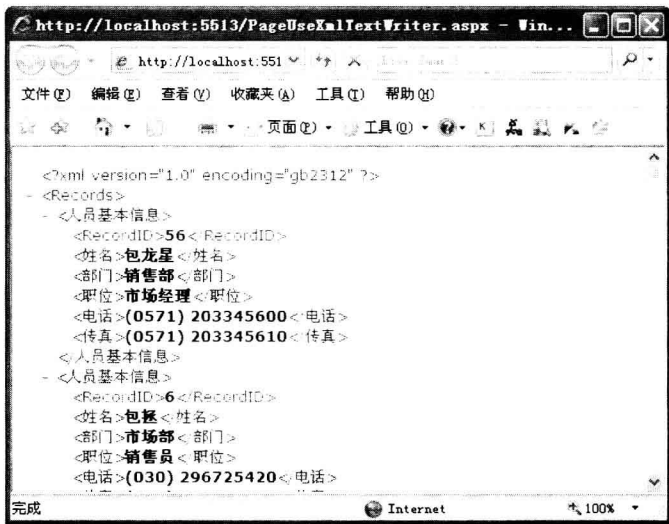 http://localhost:5513/PageUseXmlTextWriter.aspx - Win...
http://localhost:551
文件(F) 编辑(E) 查看(V) 收藏夹(A) 工具(T) 帮助(H)
页面(P) 工具(O)
<?xml version="1.0" encoding="gb2312" ?>
- <Records>
- <人员基本信息>
<RecordID>56</RecordID>
<姓名>包龙星</姓名>
<部门>销售部</部门>
<职位>市场经理</职位>
<电话>(0571) 203345600</电话>
<传真>(0571) 203345610</传真>
</人员基本信息>
- <人员基本信息>
<RecordID>6</RecordID>
<姓名>包拯</姓名>
<部门>市场部</部门>
<职位>销售员</职位>
<电话>(030) 296725420</电话>
完成 Internet 100%